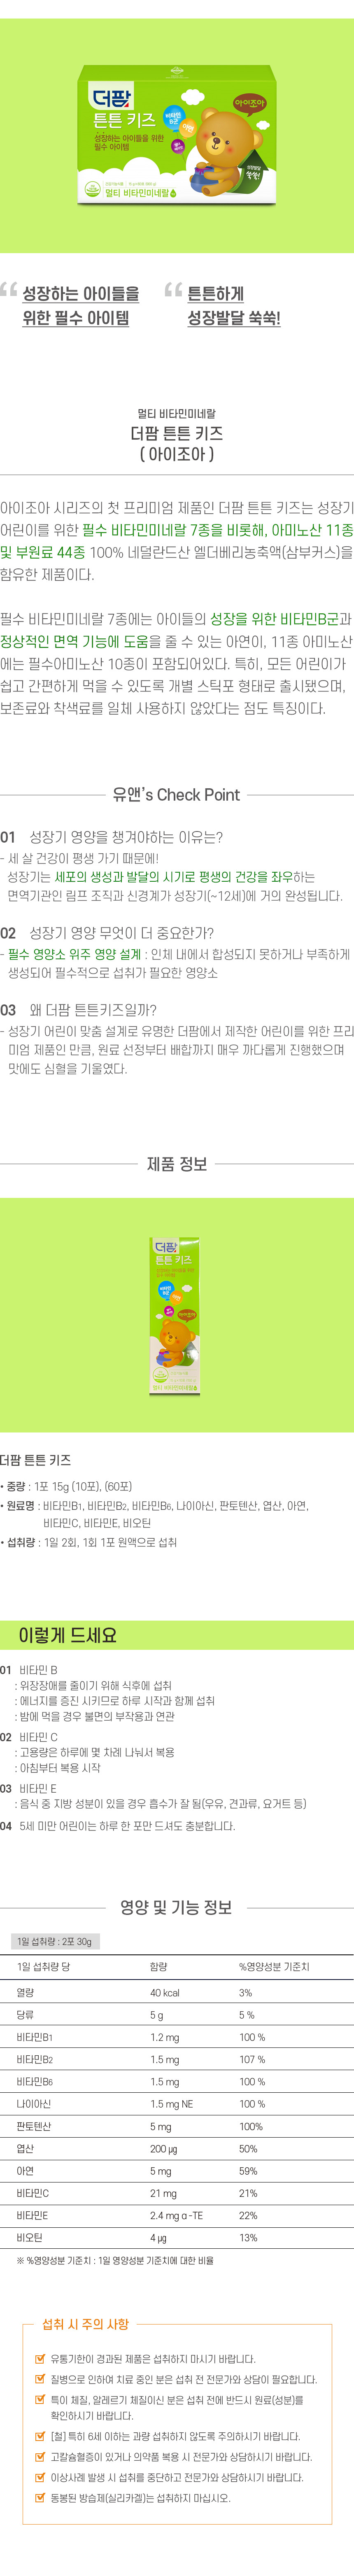 더팜
튼튼 키즈
성장하는 아이들을 위한
필수 아이템
비타민
B군
아연
아이조아
성장발달
쑥쑥!
멀티 비타민미네랄
“ 성장하는 아이들을
위한 필수 아이템
“ 튼튼하게
성장발달 쑥쑥!
멀티 비타민미네랄
더팜 튼튼 키즈
( 아이조아 )
아이조아 시리즈의 첫 프리미엄 제품인 더팜 튼튼 키즈는 성장기
어린이를 위한 필수 비타민미네랄 7종을 비롯해, 아미노산 11종
및 부원료 44종 100% 네덜란드산 엘더베리농축액(삼부커스)을
함유한 제품이다.
필수 비타민미네랄 7종에는 아이들의 성장을 위한 비타민B군과
정상적인 면역 기능에 도움을 줄 수 있는 아연이, 11종 아미노산
에는 필수아미노산 10종이 포함되어있다. 특히, 모든 어린이가
쉽고 간편하게 먹을 수 있도록 개별 스틱포 형태로 출시됐으며,
보존료와 착색료를 일체 사용하지 않았다는 점도 특징이다.
유앤’s Check Point
01 성장기 영양을 챙겨야하는 이유는?
- 세 살 건강이 평생 가기 때문에!
성장기는 세포의 생성과 발달의 시기로 평생의 건강을 좌우하는
면역기관인 림프 조직과 신경계가 성장기(~12세)에 거의 완성됩니다.
02 성장기 영양 무엇이 더 중요한가?
- 필수 영양소 위주 영양 설계 : 인체 내에서 합성되지 못하거나 부족하게
생성되어 필수적으로 섭취가 필요한 영양소
03 왜 더팜 튼튼키즈일까?
- 성장기 어린이 맞춤 설계로 유명한 더팜에서 제작한 어린이를 위한 프리
미엄 제품인 만큼, 원료 선정부터 배합까지 매우 까다롭게 진행했으며
맛에도 심혈을 기울였다.
제품 정보
더팜
튼튼 키즈
아이조아
멀티 비타민미네랄
더팜 튼튼 키즈
• 중량 : 1포 15g (10포), (60포)
• 원료명 : 비타민B1, 비타민B2, 비타민B6, 나이아신, 판토텐산, 엽산, 아연,
비타민C, 비타민E, 비오틴
• 섭취량 : 1일 2회, 1회 1포 원액으로 섭취
이렇게 드세요
01 비타민 B
: 위장장애를 줄이기 위해 식후에 섭취
: 에너지를 증진 시키므로 하루 시작과 함께 섭취
: 밤에 먹을 경우 불면의 부작용과 연관
02 비타민 C
: 고용량은 하루에 몇 차례 나눠서 복용
: 아침부터 복용 시작
03 비타민 E
: 음식 중 지방 성분이 있을 경우 흡수가 잘 됨(우유, 견과류, 요거트 등)
04 5세 미만 어린이는 하루 한 포만 드셔도 충분합니다.
영양 및 기능 정보
1일 섭취량 : 2포 30g
1일 섭취량 당 함량 %영양성분 기준치
열량 40 kcal 3%
당류 5 g 5 %
비타민B1 1.2 mg 100 %
비타민B2 1.5 mg 107 %
비타민B6 1.5 mg 100 %
나이아신 1.5 mg NE 100 %
판토텐산 5 mg 100%
엽산 200 ㎍ 50%
아연 5 mg 59%
비타민C 21 mg 21%
비타민E 2.4 mg α -TE 22%
비오틴 4 ㎍ 13%
※ %영양성분 기준치 : 1일 영양성분 기준치에 대한 비율
섭취 시 주의 사항
유통기한이 경과된 제품은 섭취하지 마시기 바랍니다.
질병으로 인하여 치료 중인 분은 섭취 전 전문가와 상담이 필요합니다.
특이 체질, 알레르기 체질이신 분은 섭취 전에 반드시 원료(성분)를
확인하시기 바랍니다.
[철] 특히 6세 이하는 과량 섭취하지 않도록 주의하시기 바랍니다.
고칼슘혈증이 있거나 의약품 복용 시 전문가와 상담하시기 바랍니다.
이상사례 발생 시 섭취를 중단하고 전문가와 상담하시기 바랍니다.
동봉된 방습제(실리카겔)는 섭취하지 마십시오.